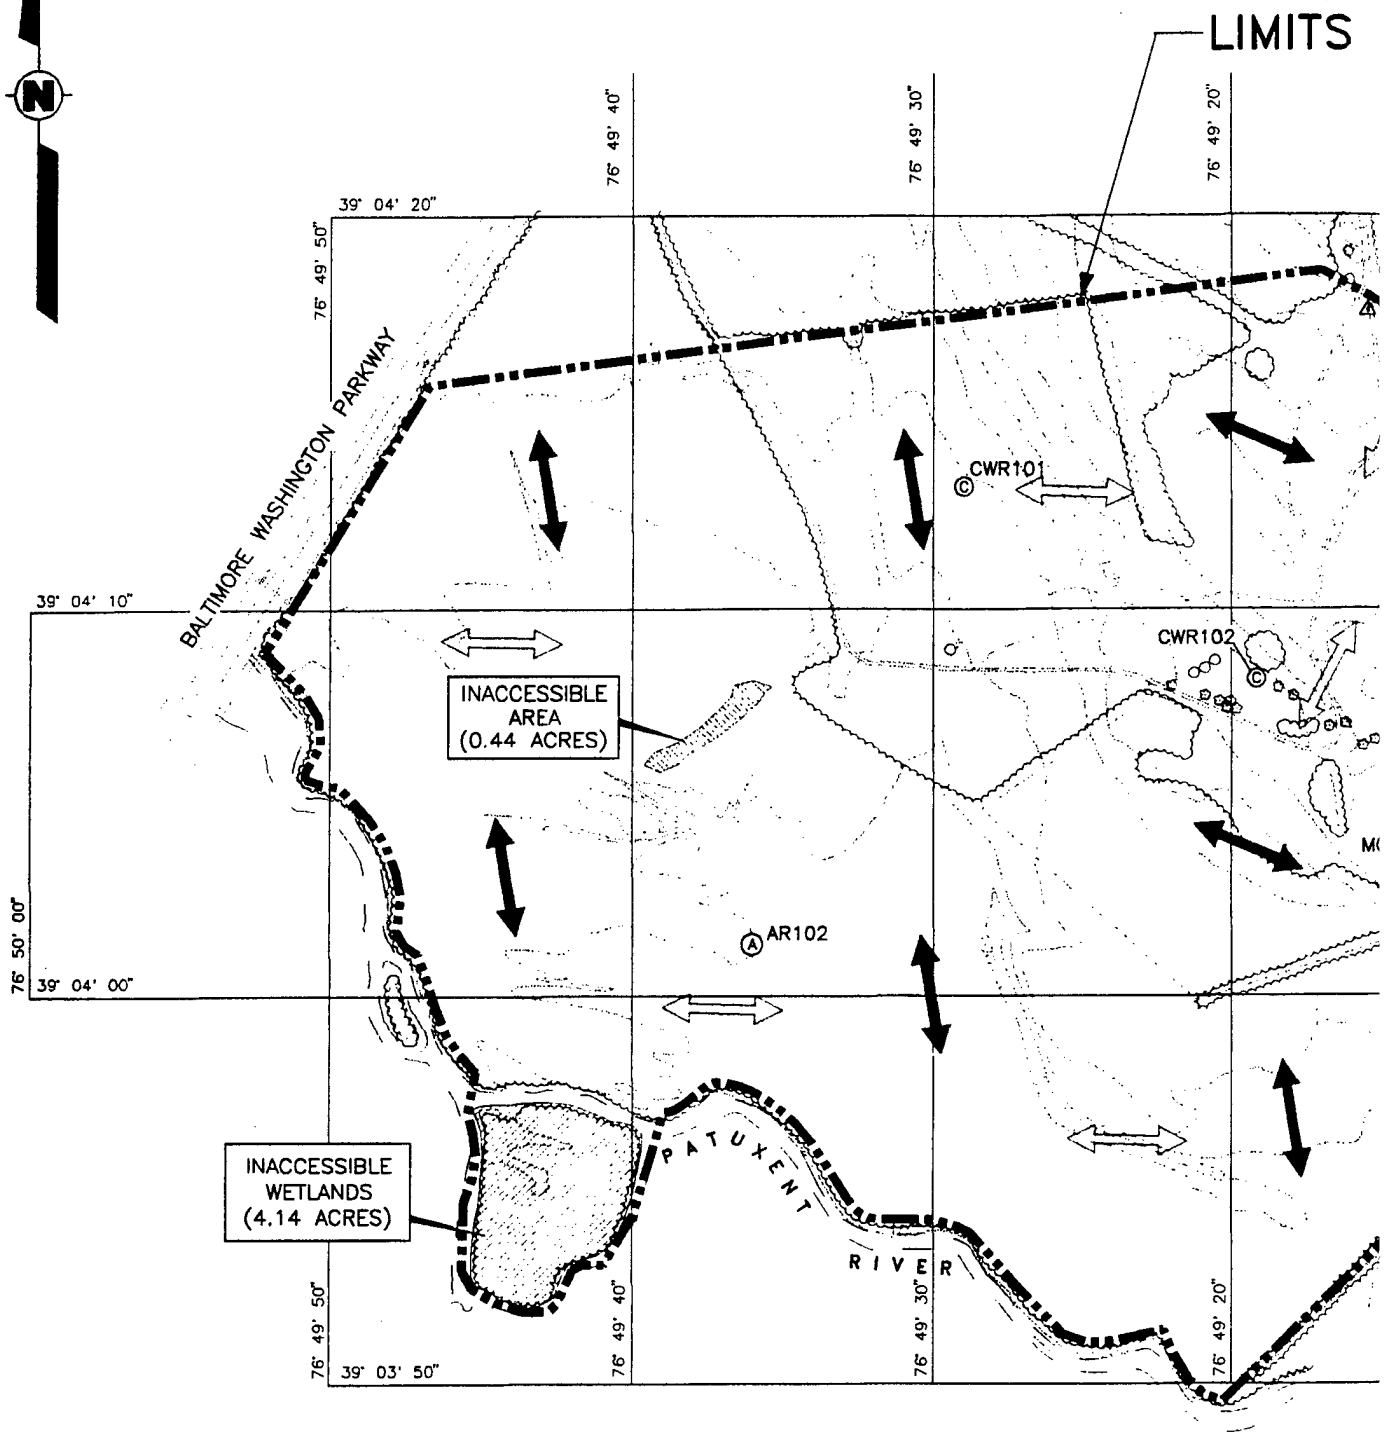 LIMITS
N
76° 49' 40"
76° 49' 30"
76° 49' 20"
39° 04' 20"
76° 49' 50"
BALTIMORE WASHINGTON PARKWAY
CWR101
C
39° 04' 10"
CWR102
C
INACCESSIBLE
AREA
(0.44 ACRES)
76° 50' 00"
AR102
A
39° 04' 00"
PATUXENT
RIVER
INACCESSIBLE
WETLANDS
(4.14 ACRES)
76° 49' 50"
76° 49' 40"
76° 49' 30"
76° 49' 20"
39° 03' 50"